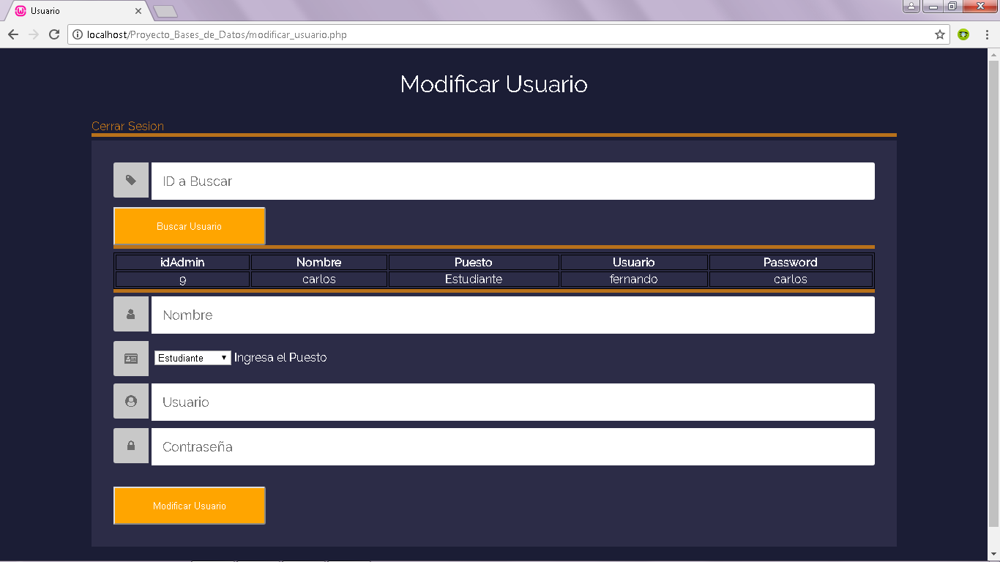 Usuario
localhost/Proyecto_Bases_de_Datos/modificar_usuario.php
Modificar Usuario
Cerrar Sesion
ID a Buscar
Buscar Usuario
idAdmin Nombre Puesto Usuario Password
9 carlos Estudiante fernando carlos
Nombre
Estudiante Ingresa el Puesto
Usuario
Contraseña
Modificar Usuario